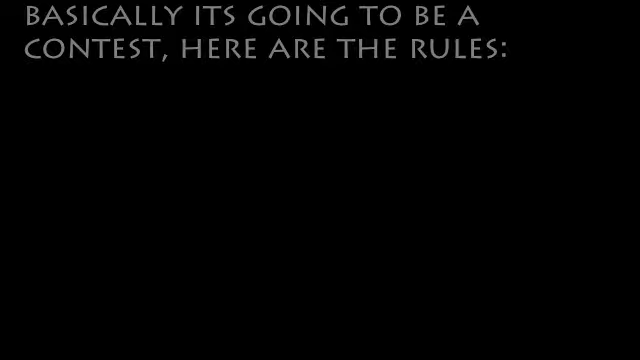 BASICALLY ITS GOING TO BE A
CONTEST, HERE ARE THE RULES: